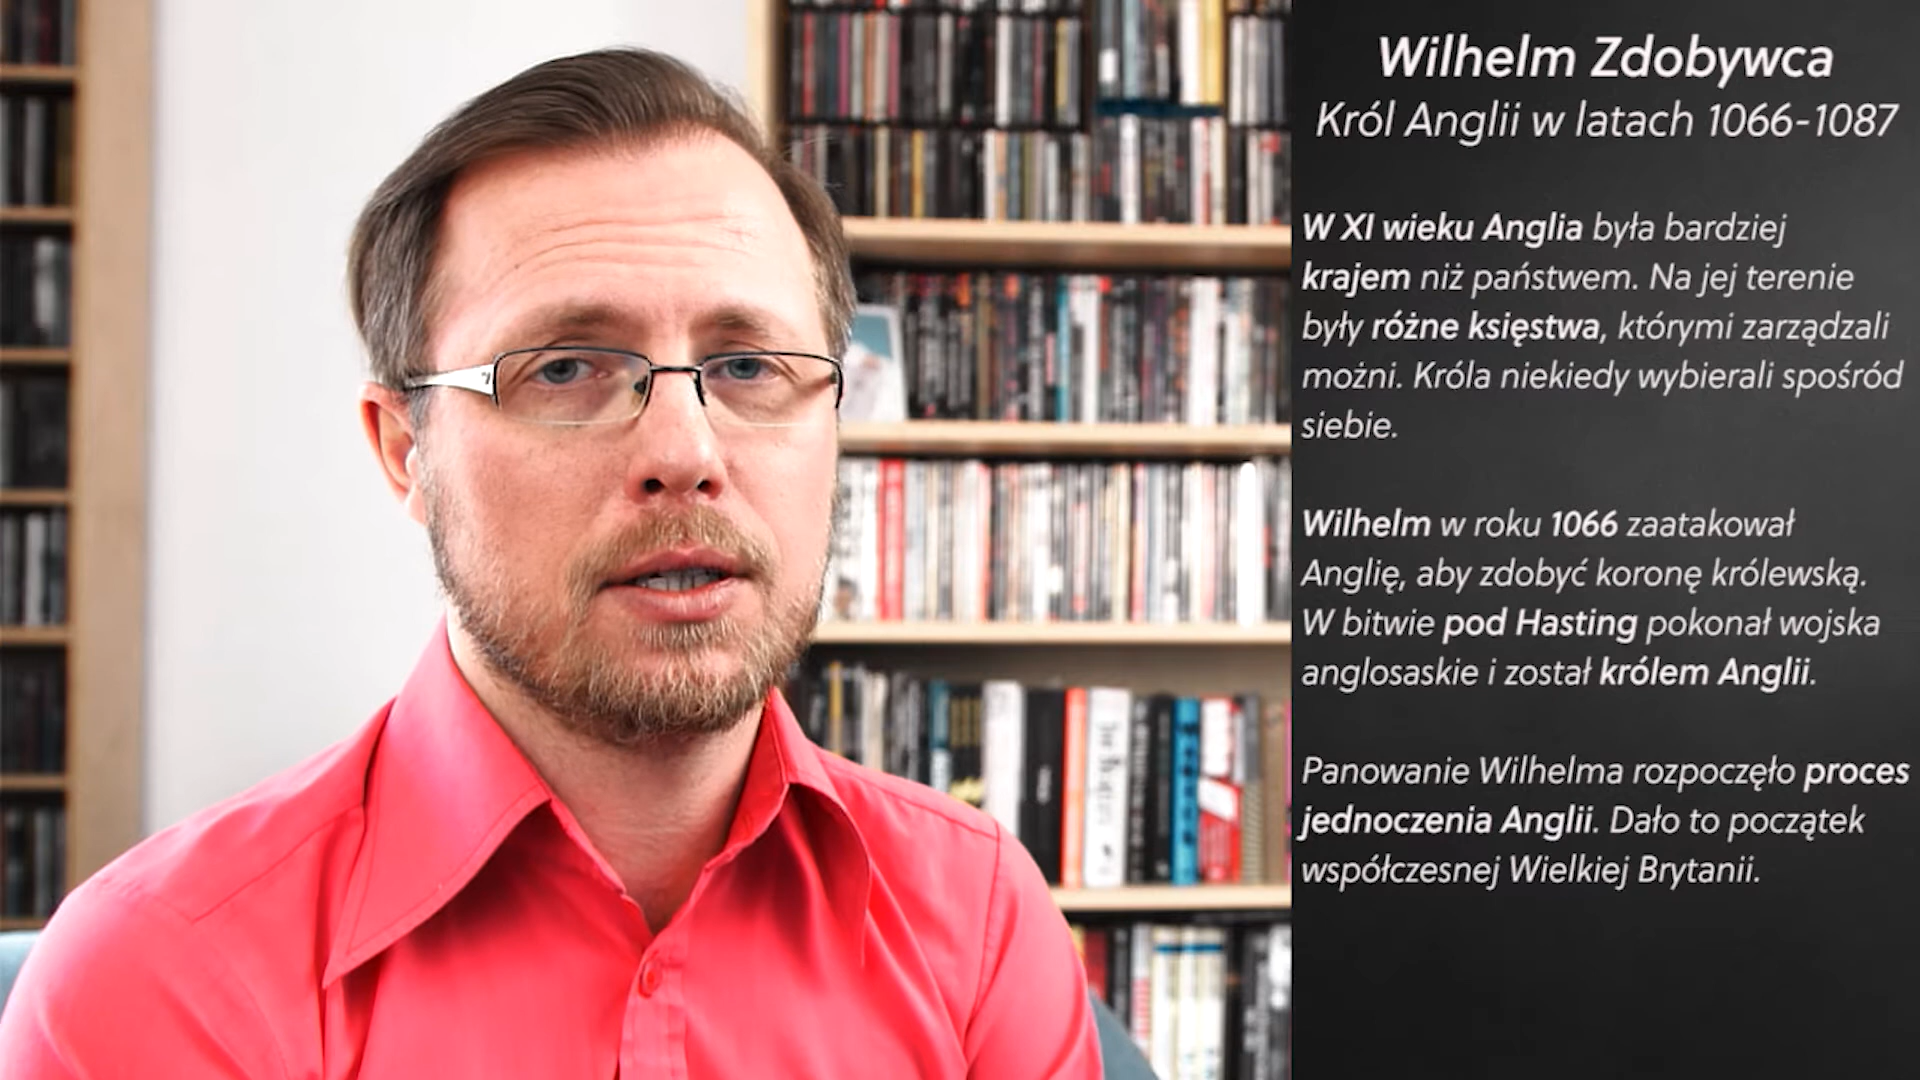 Wilhelm Zdobywca
Król Anglii w latach 1066-1087
W XI wieku Anglia była bardziej
krajem niż państwem. Na jej terenie
były różne księstwa, którymi zarządzali
możni. Króla niekiedy wybierali spośród
siebie.
Wilhelm w roku 1066 zaatakował
Anglię, aby zdobyć koronę królewską.
W bitwie pod Hasting pokonał wojska
anglosaskie i został królem Anglii.
Panowanie Wilhelma rozpoczęło proces
jednoczenia Anglii. Dało to początek
współczesnej Wielkiej Brytanii.